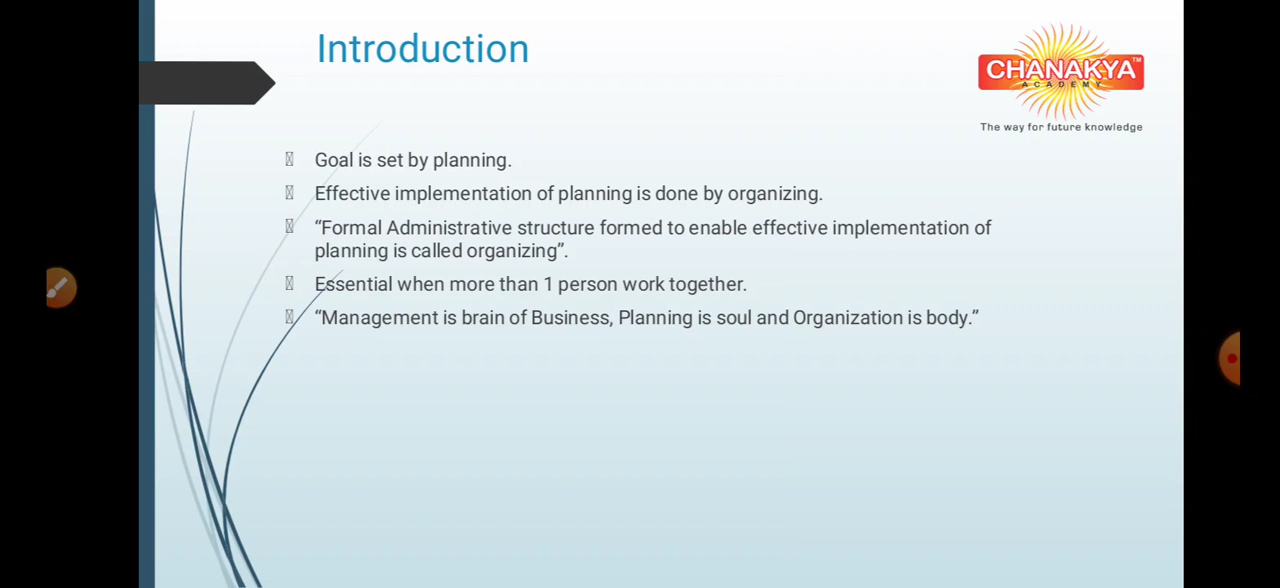 Introduction
CHANAKYA™
ACADEMY
The way for future knowledge
Goal is set by planning.
Effective implementation of planning is done by organizing.
“Formal Administrative structure formed to enable effective implementation of
planning is called organizing”.
Essential when more than 1 person work together.
“Management is brain of Business, Planning is soul and Organization is body.”